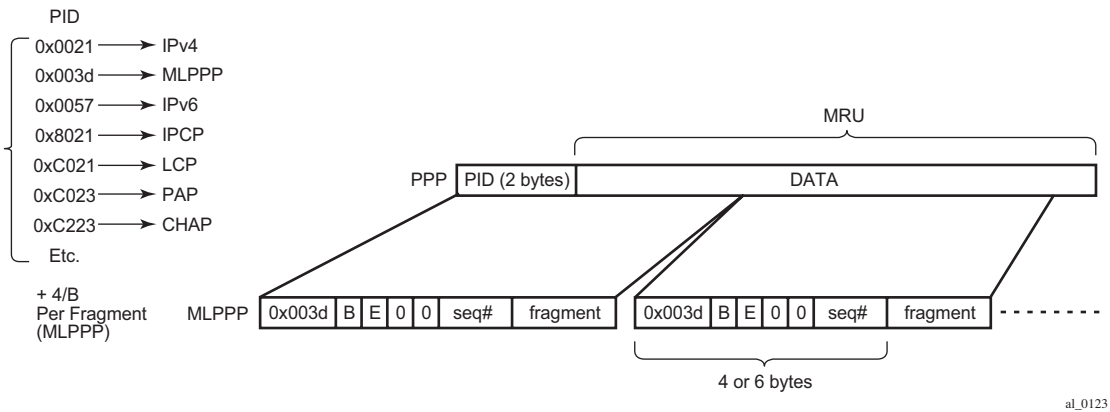 PID
0x0021 IPv4
0x003d MLPPP
0x0057 IPv6
0x8021 IPCP
0xC021 LCP
0xC023 PAP
0xC223 CHAP
Etc.
MRU
PPP PID (2 bytes) DATA
+ 4/B
Per Fragment
(MLPPP)
MLPPP 0x003d B E 0 0 seq# fragment 0x003d B E 0 0 seq# fragment
4 or 6 bytes
al_0123